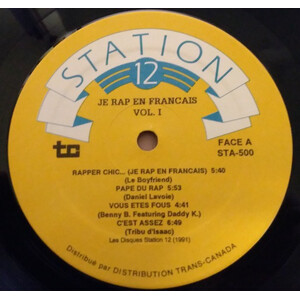 STATION
12
JE RAP EN FRANCAIS
VOL. I
tc
FACE A
STA-500
RAPPER CHIC... (JE RAP EN FRANCAIS) 5:40
(Le Boyfriend)
PAPE DU RAP 5:53
(Daniel Lavoie)
VOUS ETES FOUS 4:41
(Benny B. Featuring Daddy K.)
C'EST ASSEZ 6:49
(Tribu d'Isaac)
Les Disques Station 12 (1991)
Distribué par DISTRIBUTION TRANS-CANADA